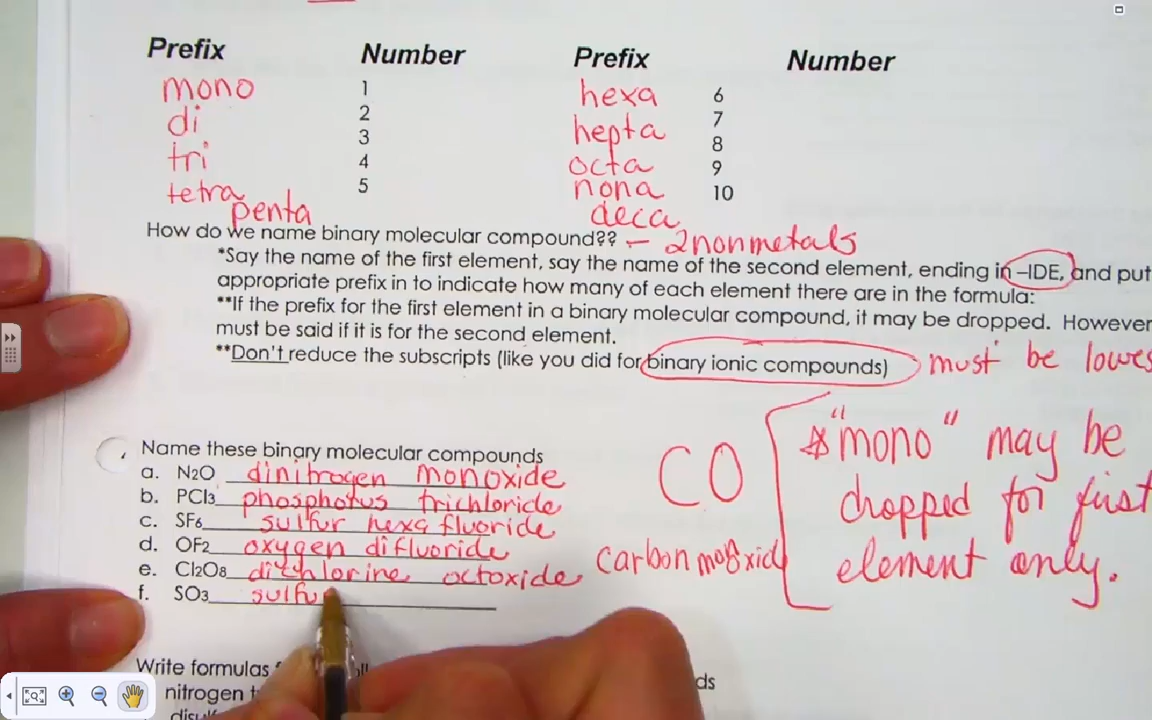 Prefix Number Prefix Number
mono 1 hexa 6
di 2 hepta 7
tri 3 octa 8
tetra 4 nona 9
penta 5 deca 10
How do we name binary molecular compound?? - 2 nonmetals
*Say the name of the first element, say the name of the second element, ending in –IDE, and put
appropriate prefix in to indicate how many of each element there are in the formula:
**If the prefix for the first element in a binary molecular compound, it may be dropped. However
must be said if it is for the second element.
**Don't reduce the subscripts (like you did for binary ionic compounds) must be lowes
CO "mono" may be
dropped for first
element only.
carbon monoxid
Name these binary molecular compounds
a. N2O dinitrogen monoxide
b. PCl3 phosphorus trichloride
c. SF6 sulfur hexafluoride
d. OF2 oxygen difluoride
e. Cl2O8 dichlorine octoxide
f. SO3 sulfu
Write formulas
nitrogen t
ds